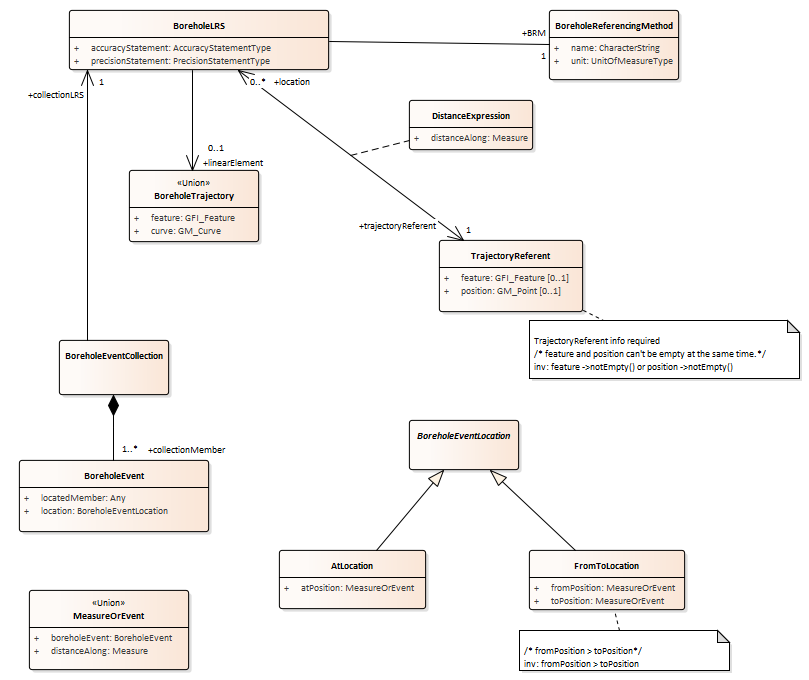 BoreholeLRS
+ accuracyStatement: AccuracyStatementType
+ precisionStatement: PrecisionStatementType
+BRM
1
BoreholeReferencingMethod
+ name: CharacterString
+ unit: UnitOfMeasureType
+collectionLRS
1
0..*
+location
DistanceExpression
+ distanceAlong: Measure
0..1
+linearElement
«Union»
BoreholeTrajectory
+ feature: GFI_Feature
+ curve: GM_Curve
+trajectoryReferent
1
TrajectoryReferent
+ feature: GFI_Feature [0..1]
+ position: GM_Point [0..1]
TrajectoryReferent info required
/* feature and position can't be empty at the same time.*/
inv: feature ->notEmpty() or position ->notEmpty()
BoreholeEventCollection
1..*
+collectionMember
BoreholeEvent
+ locatedMember: Any
+ location: BoreholeEventLocation
BoreholeEventLocation
AtLocation
+ atPosition: MeasureOrEvent
FromToLocation
+ fromPosition: MeasureOrEvent
+ toPosition: MeasureOrEvent
«Union»
MeasureOrEvent
+ boreholeEvent: BoreholeEvent
+ distanceAlong: Measure
/* fromPosition > toPosition*/
inv: fromPosition > toPosition